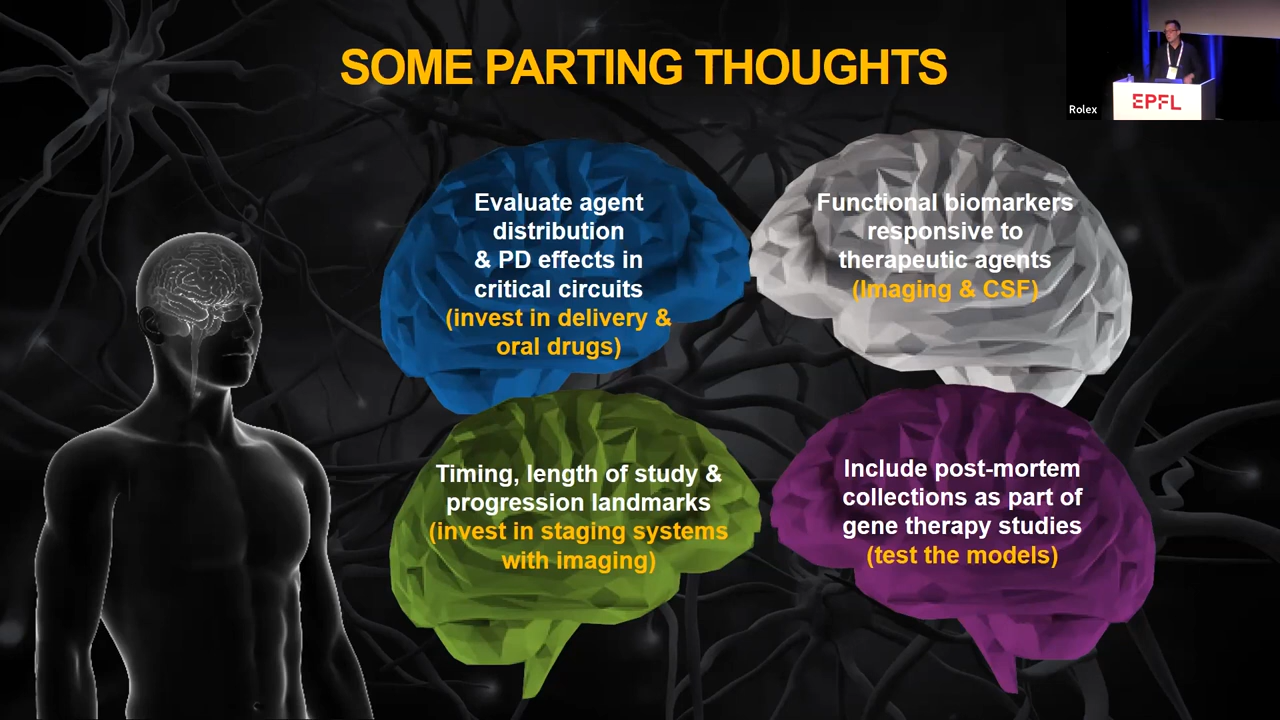 SOME PARTING THOUGHTS
Rolex
EPFL
Evaluate agent
distribution
& PD effects in
critical circuits
(invest in delivery &
oral drugs)
Functional biomarkers
responsive to
therapeutic agents
(Imaging & CSF)
Timing, length of study &
progression landmarks
(invest in staging systems
with imaging)
Include post-mortem
collections as part of
gene therapy studies
(test the models)